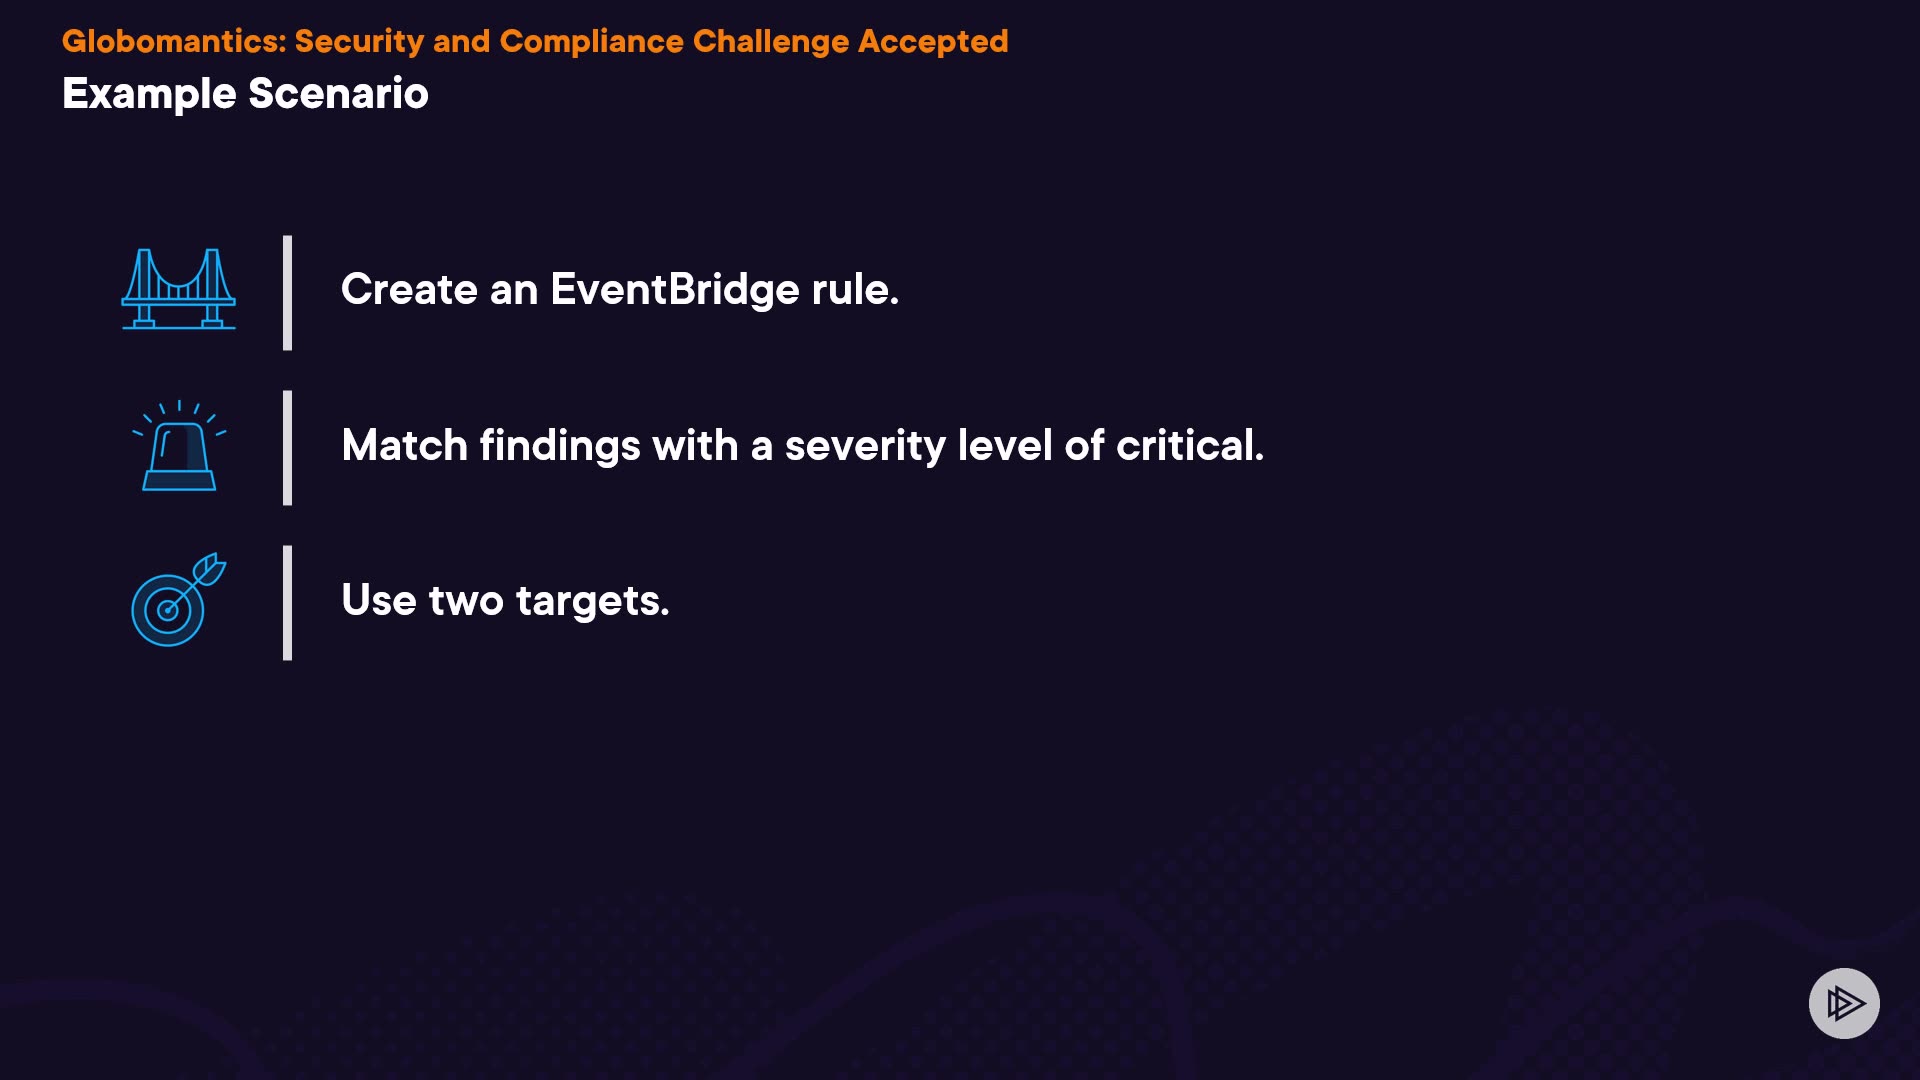 Globomantics: Security and Compliance Challenge Accepted
Example Scenario
Create an EventBridge rule.
Match findings with a severity level of critical.
Use two targets.